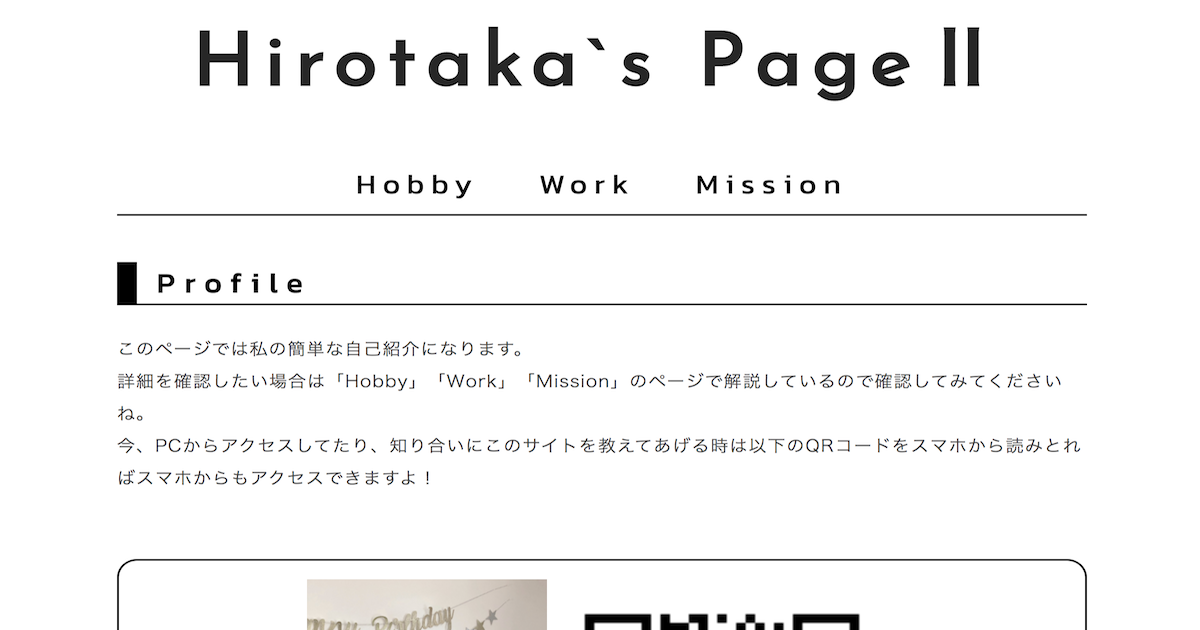 Hirotaka`s Page Ⅱ
Hobby Work Mission
Profile
このページでは私の簡単な自己紹介になります。
詳細を確認したい場合は「Hobby」「Work」「Mission」のページで解説しているので確認してみてください
ね。
今、PCからアクセスしてたり、知り合いにこのサイトを教えてあげる時は以下のQRコードをスマホから読みとれ
ばスマホからもアクセスできますよ！
Birthday